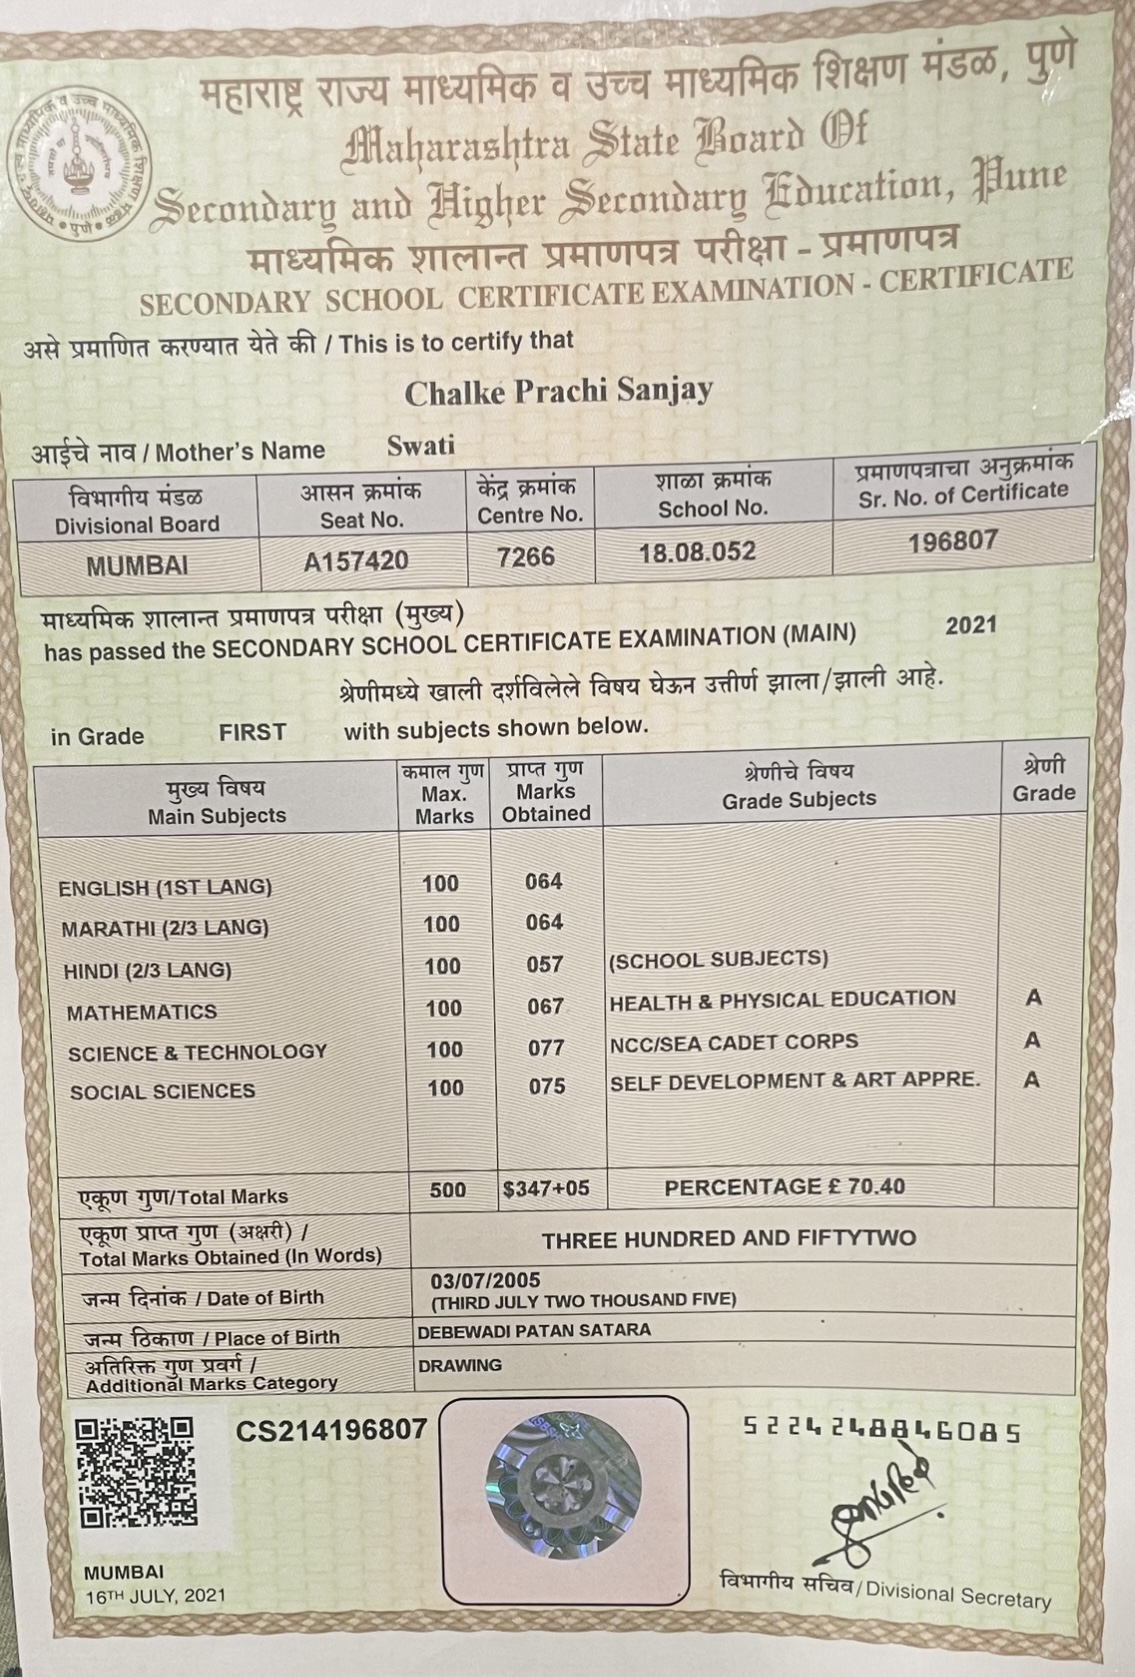 महाराष्ट्र राज्य माध्यमिक व उच्च माध्यमिक शिक्षण मंडळ, पुणे
Maharashtra State Board Of
Secondary and Higher Secondary Education, Pune
माध्यमिक शालान्त प्रमाणपत्र परीक्षा - प्रमाणपत्र
SECONDARY SCHOOL CERTIFICATE EXAMINATION - CERTIFICATE
असे प्रमाणित करण्यात येते की / This is to certify that
Chalke Prachi Sanjay
आईचे नाव / Mother's Name Swati
विभागीय मंडळ आसन क्रमांक केंद्र क्रमांक शाळा क्रमांक प्रमाणपत्राचा अनुक्रमांक
Divisional Board Seat No. Centre No. School No. Sr. No. of Certificate
MUMBAI A157420 7266 18.08.052 196807
माध्यमिक शालान्त प्रमाणपत्र परीक्षा (मुख्य)
has passed the SECONDARY SCHOOL CERTIFICATE EXAMINATION (MAIN) 2021
श्रेणीमध्ये खाली दर्शविलेले विषय घेऊन उत्तीर्ण झाला/झाली आहे.
in Grade FIRST with subjects shown below.
मुख्य विषय कमाल गुण प्राप्त गुण श्रेणीचे विषय श्रेणी
Main Subjects Max. Marks Marks Obtained Grade Subjects Grade
ENGLISH (1ST LANG) 100 064
MARATHI (2/3 LANG) 100 064
HINDI (2/3 LANG) 100 057 (SCHOOL SUBJECTS)
MATHEMATICS 100 067 HEALTH & PHYSICAL EDUCATION A
SCIENCE & TECHNOLOGY 100 077 NCC/SEA CADET CORPS A
SOCIAL SCIENCES 100 075 SELF DEVELOPMENT & ART APPRE. A
एकूण गुण/Total Marks 500 $347+05 PERCENTAGE £ 70.40
एकूण प्राप्त गुण (अक्षरी) /
Total Marks Obtained (In Words) THREE HUNDRED AND FIFTYTWO
जन्म दिनांक / Date of Birth 03/07/2005
(THIRD JULY TWO THOUSAND FIVE)
जन्म ठिकाण / Place of Birth DEBEWADI PATAN SATARA
अतिरिक्त गुण प्रवर्ग /
Additional Marks Category DRAWING
CS214196807
5224248846085
MUMBAI
16TH JULY, 2021
विभागीय सचिव/Divisional Secretary